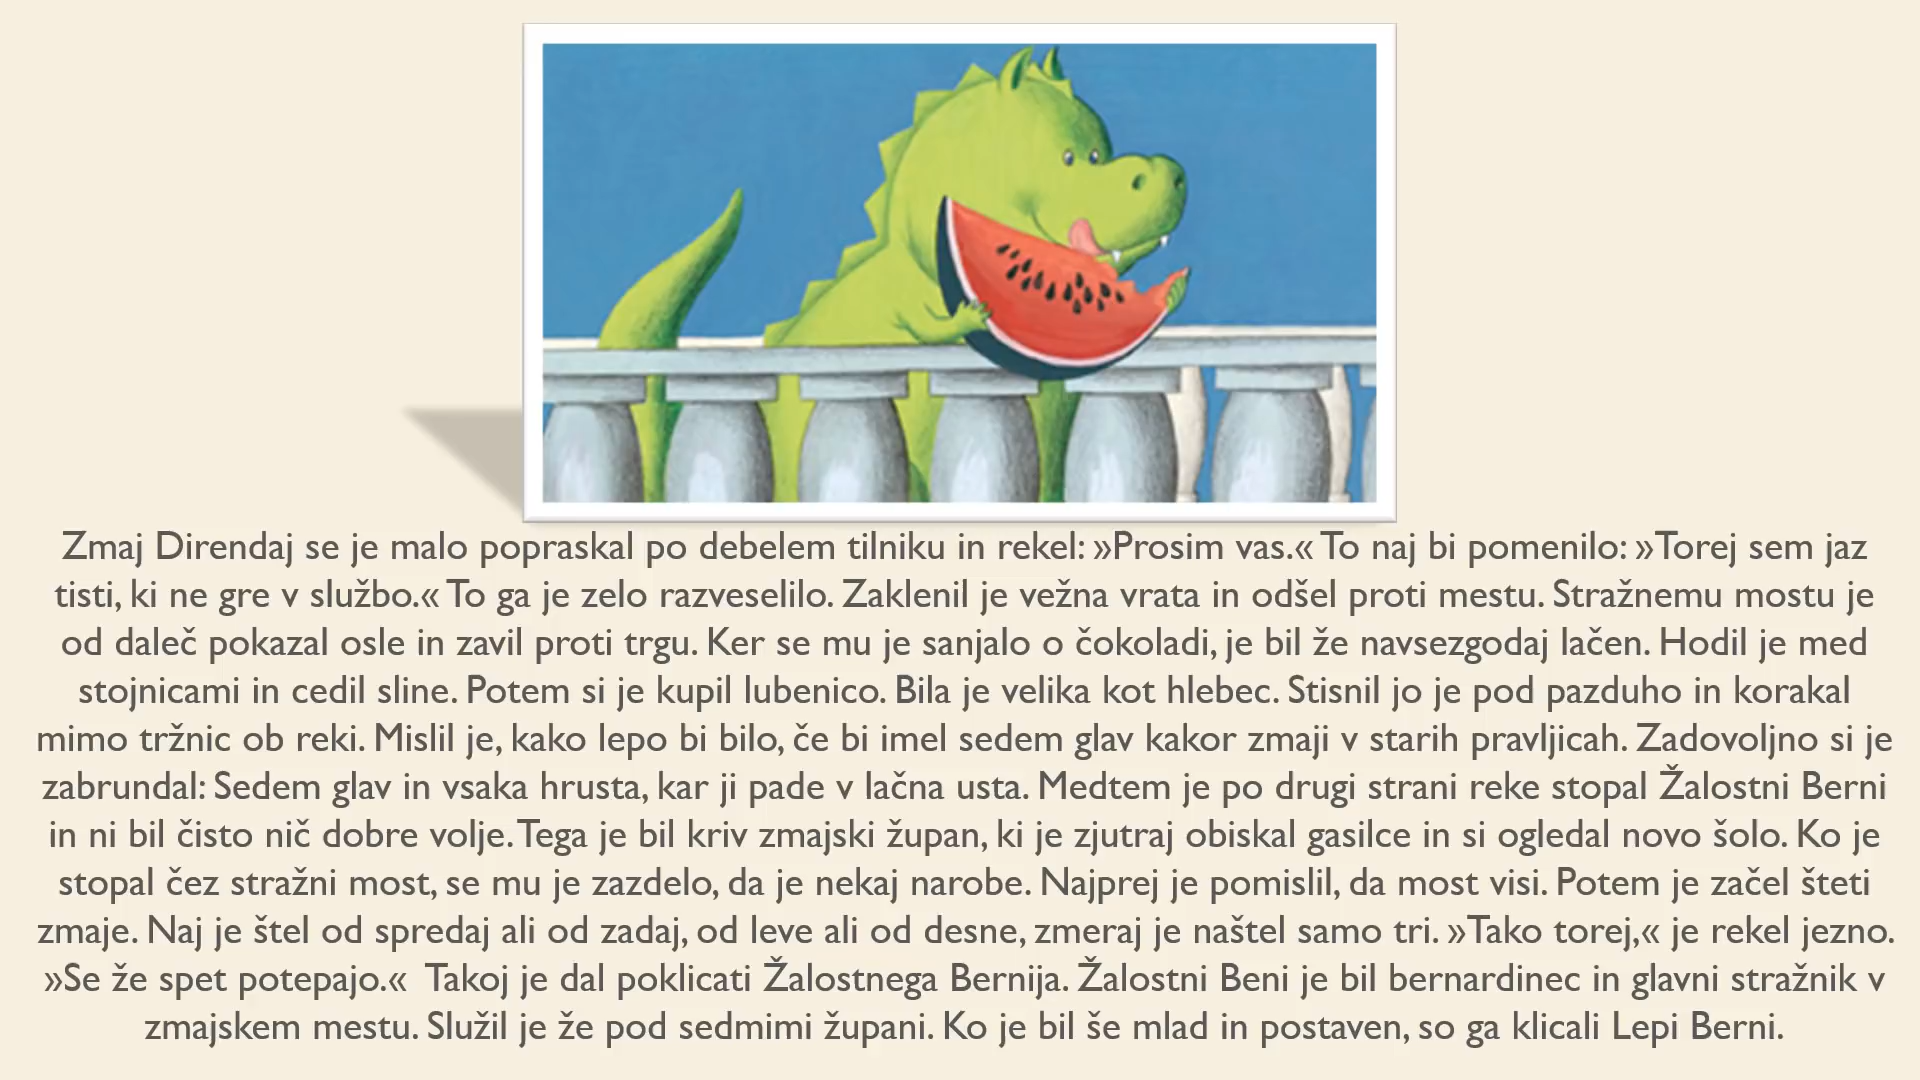 Zmaj Direndaj se je malo popraskal po debelem tilniku in rekel: »Prosim vas.« To naj bi pomenilo: »Torej sem jaz
tisti, ki ne gre v službo.« To ga je zelo razveselilo. Zaklenil je vežna vrata in odšel proti mestu. Stražnemu mostu je
od daleč pokazal osle in zavil proti trgu. Ker se mu je sanjalo o čokoladi, je bil že navsezgodaj lačen. Hodil je med
stojnicami in cedil sline. Potem si je kupil lubenico. Bila je velika kot hlebec. Stisnil jo je pod pazduho in korakal
mimo tržnic ob reki. Mislil je, kako lepo bi bilo, če bi imel sedem glav kakor zmaji v starih pravljicah. Zadovoljno si je
zabrundal: Sedem glav in vsaka hrusta, kar ji pade v lačna usta. Medtem je po drugi strani reke stopal Žalostni Berni
in ni bil čisto nič dobre volje. Tega je bil kriv zmajski župan, ki je zjutraj obiskal gasilce in si ogledal novo šolo. Ko je
stopal čez stražni most, se mu je zazdelo, da je nekaj narobe. Najprej je pomislil, da most visi. Potem je začel šteti
zmaje. Naj je štel od spredaj ali od zadaj, od leve ali od desne, zmeraj je naštel samo tri. »Tako torej,« je rekel jezno.
»Se že spet potepajo.« Takoj je dal poklicati Žalostnega Bernija. Žalostni Beni je bil bernardinec in glavni stražnik v
zmajskem mestu. Služil je že pod sedmimi župani. Ko je bil še mlad in postaven, so ga klicali Lepi Berni.